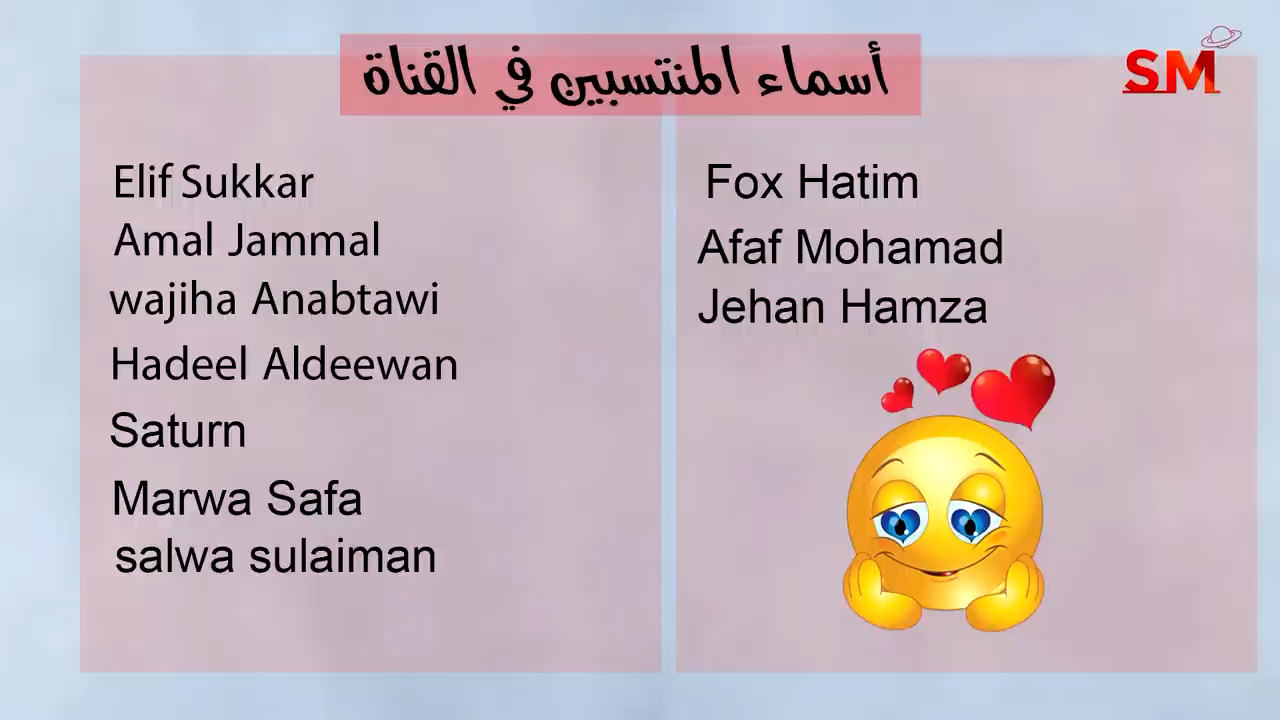 أسماء المنتسبين في القناة
SM
Elif Sukkar
Amal Jammal
wajiha Anabtawi
Hadeel Aldeewan
Saturn
Marwa Safa
salwa sulaiman
Fox Hatim
Afaf Mohamad
Jehan Hamza